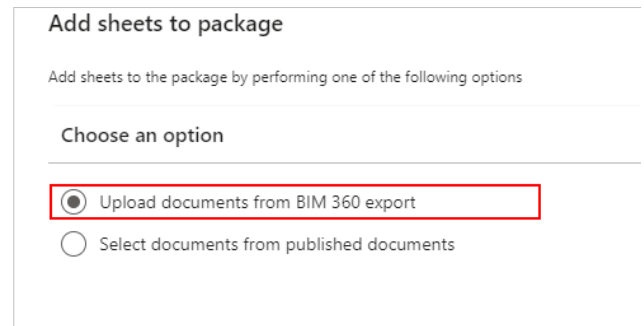 Add sheets to package
Add sheets to the package by performing one of the following options
Choose an option
Upload documents from BIM 360 export
Select documents from published documents